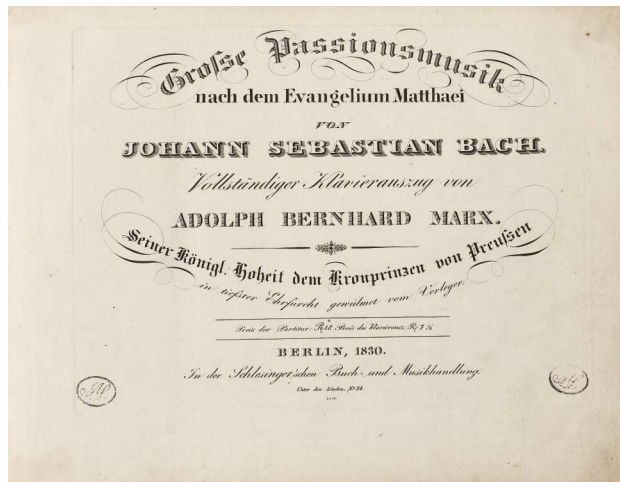 Groſse Passionsmusik
nach dem Evangelium Matthaei
VON
JOHANN SEBASTIAN BACH.
Vollständiger Klavierauszug von
ADOLPH BERNHARD MARX.
Seiner Königl. Hoheit dem Kronprinzen von Preuſsen
in tiefster Ehrfurcht gewidmet vom Verleger.
Preis der Partitur 18 Preis des Klavierausz. 7 ½
BERLIN, 1830.
In der Schlesinger'schen Buch- und Musikhandlung.
Unter den Linden, No. 34